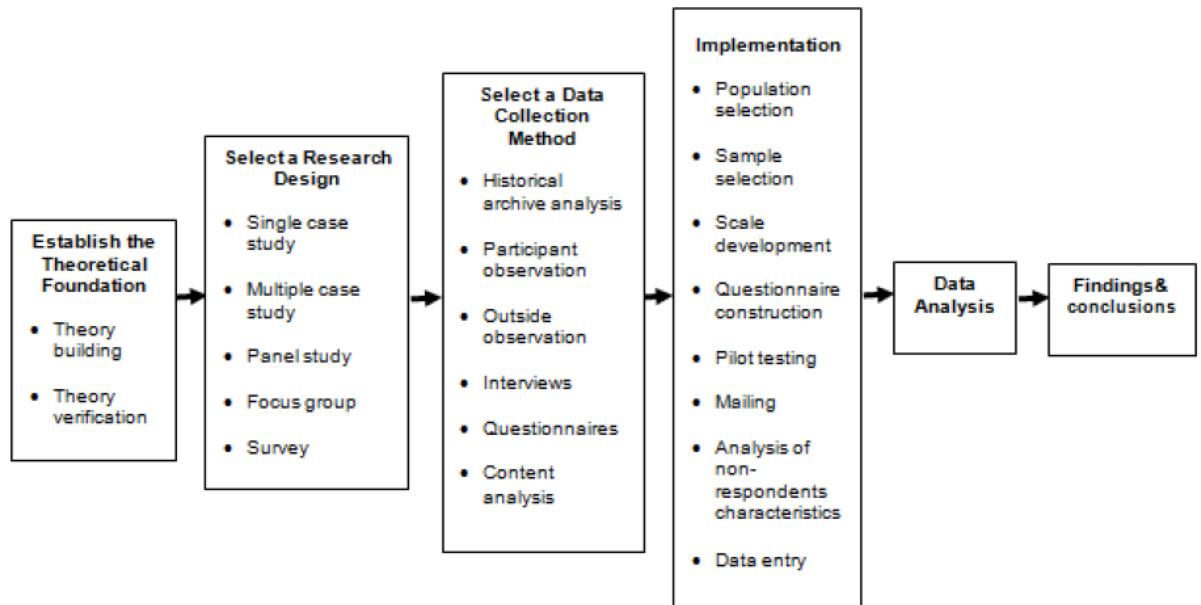 Establish the
Theoretical
Foundation
• Theory
building
• Theory
verification
Select a Research
Design
• Single case
study
• Multiple case
study
• Panel study
• Focus group
• Survey
Select a Data
Collection
Method
• Historical
archive analysis
• Participant
observation
• Outside
observation
• Interviews
• Questionnaires
• Content
analysis
Implementation
• Population
selection
• Sample
selection
• Scale
development
• Questionnaire
construction
• Pilot testing
• Mailing
• Analysis of
non-
respondents
characteristics
• Data entry
Data
Analysis
Findings&
conclusions